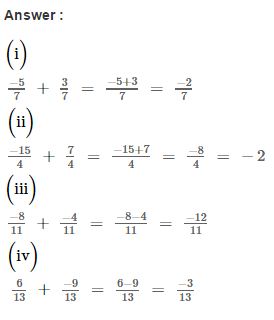 Answer :
(i)
-5/7 + 3/7 = -5+3/7 = -2/7
(ii)
-15/4 + 7/4 = -15+7/4 = -8/4 = -2
(iii)
-8/11 + -4/11 = -8-4/11 = -12/11
(iv)
6/13 + -9/13 = 6-9/13 = -3/13